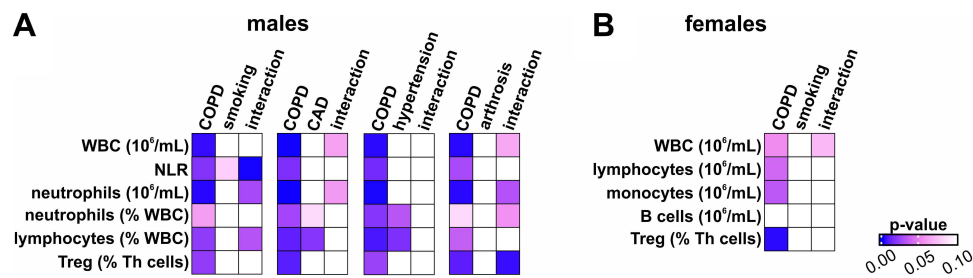 A males
COPD smoking interaction COPD CAD interaction COPD hypertension interaction COPD arthrosis interaction
WBC (10⁶/mL)
NLR
neutrophils (10⁶/mL)
neutrophils (% WBC)
lymphocytes (% WBC)
Treg (% Th cells)
B females
COPD smoking interaction
WBC (10⁶/mL)
lymphocytes (10⁶/mL)
monocytes (10⁶/mL)
B cells (10⁶/mL)
Treg (% Th cells)
p-value
0.00 0.05 0.10